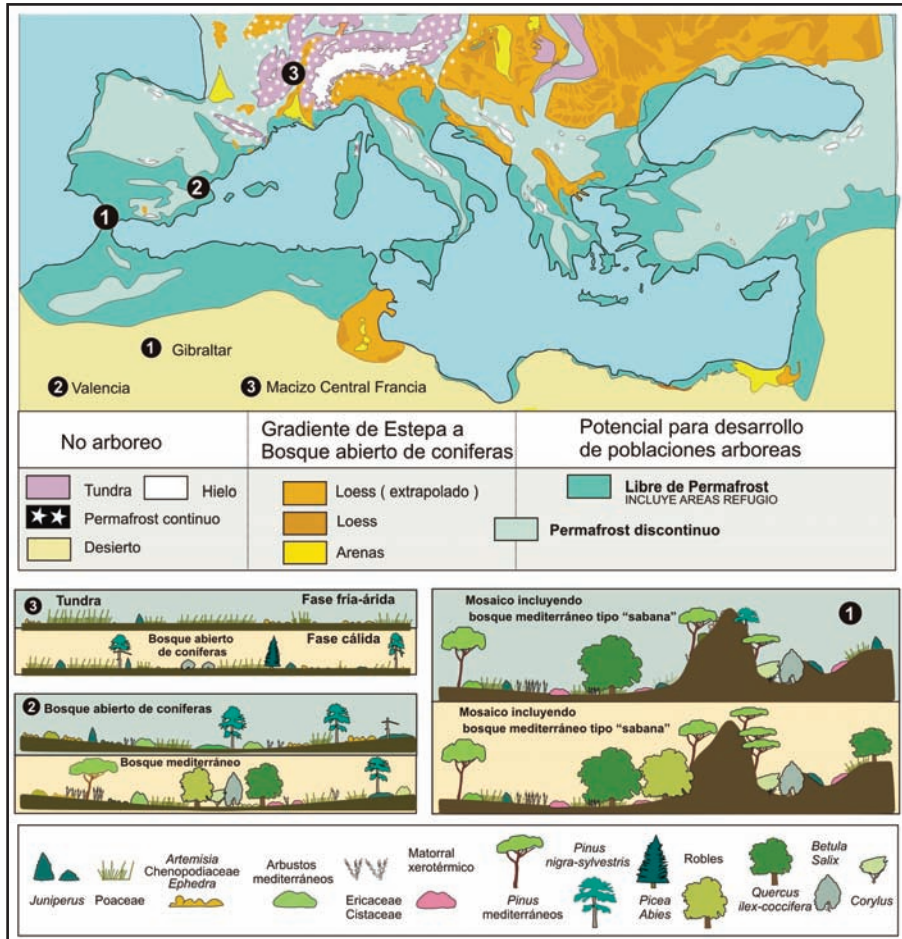 3
2
1
1 Gibraltar
2 Valencia
3 Macizo Central Francia
No arboreo
Tundra
Hielo
Permafrost continuo
Desierto
Gradiente de Estepa a
Bosque abierto de coniferas
Loess ( extrapolado )
Loess
Arenas
Potencial para desarrollo
de poblaciones arboreas
Libre de Permafrost
INCLUYE AREAS REFUGIO
Permafrost discontinuo
3 Tundra
Fase fria-árida
Bosque abierto
de coníferas
Fase cálida
2 Bosque abierto de coníferas
Bosque mediterráneo
Mosaico incluyendo
bosque mediterráneo tipo “sabana”
1
Mosaico incluyendo
bosque mediterráneo tipo “sabana”
Juniperus
Poaceae
Artemisia
Chenopodiaceae
Ephedra
Arbustos
mediterráneos
Ericaceae
Cistaceae
Matorral
xerotérmico
Pinus
mediterráneos
Pinus
nigra-sylvestris
Picea
Abies
Robles
Quercus
ilex-coccifera
Betula
Salix
Corylus